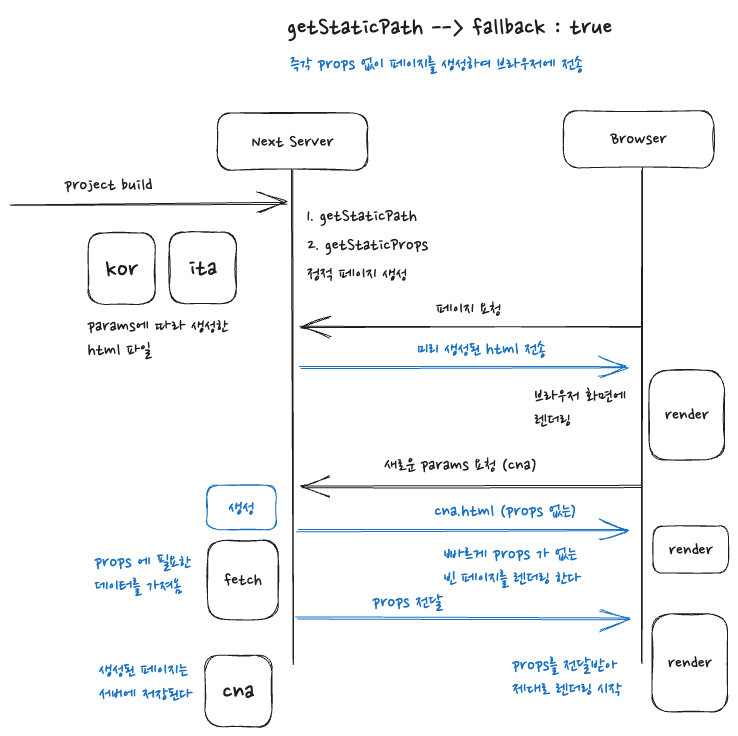 getStaticPath --> fallback : true
즉각 props 없이 페이지를 생성하여 브라우저에 전송
Next Server
Browser
project build
1. getStaticPath
2. getStaticProps
정적 페이지 생성
kor
ita
params에 따라 생성한
html 파일
페이지 요청
미리 생성된 html 전송
브라우저 화면에
렌더링
render
새로운 params 요청 (cna)
생성
cna.html (props 없는)
props 에 필요한
데이터를 가져옴
fetch
빠르게 props 가 없는
빈 페이지를 렌더링 한다
render
props 전달
생성된 페이지는
서버에 저장된다
cna
props를 전달받아
제대로 렌더링 시작
render